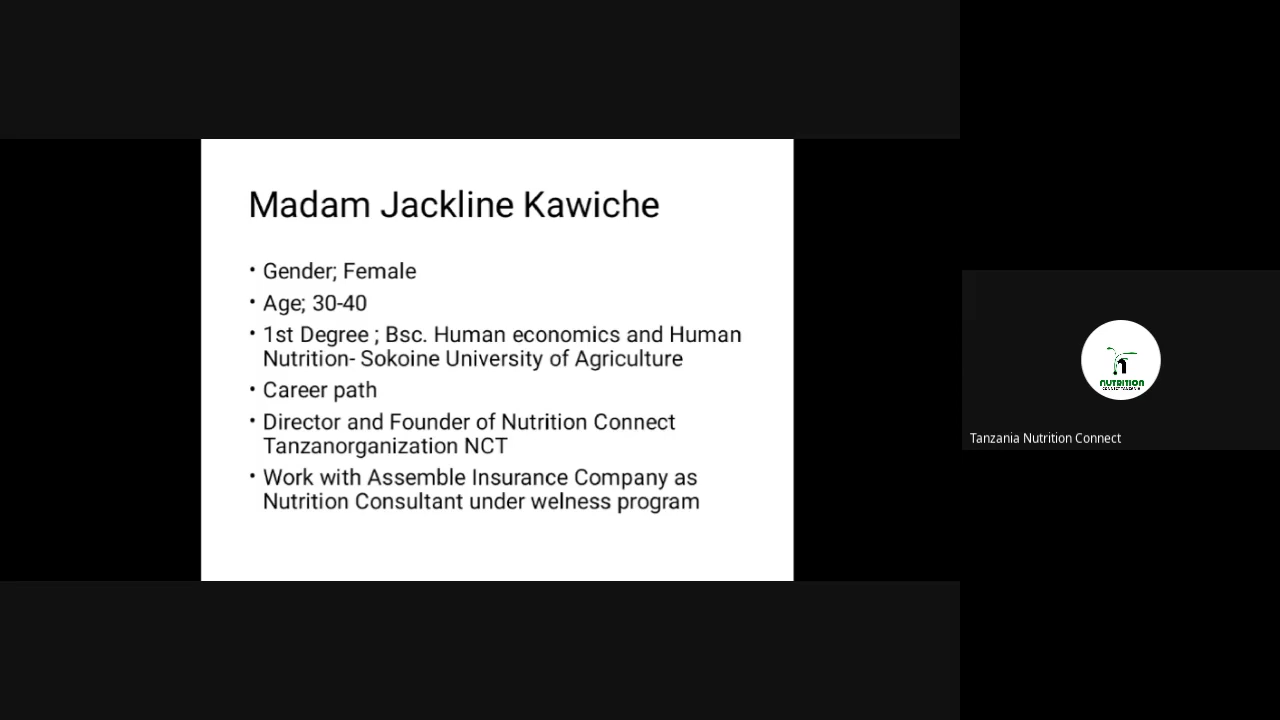 Madam Jackline Kawiche
• Gender; Female
• Age; 30-40
• 1st Degree ; Bsc. Human economics and Human
Nutrition- Sokoine University of Agriculture
• Career path
• Director and Founder of Nutrition Connect
Tanzanorganization NCT
• Work with Assemble Insurance Company as
Nutrition Consultant under welness program
NUTRITION
CONNECT TANZANIA
Tanzania Nutrition Connect